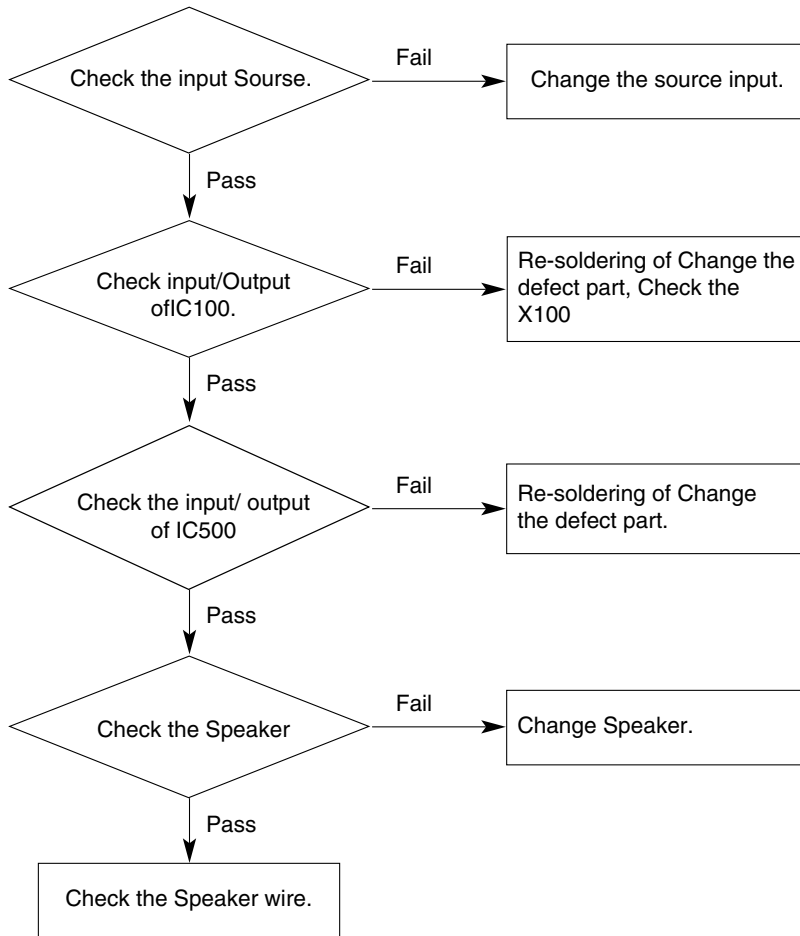 Check the input Sourse.
Fail
Change the source input.
Pass
Check input/Output
ofIC100.
Fail
Re-soldering of Change the
defect part, Check the
X100
Pass
Check the input/ output
of IC500
Fail
Re-soldering of Change
the defect part.
Pass
Check the Speaker
Fail
Change Speaker.
Pass
Check the Speaker wire.